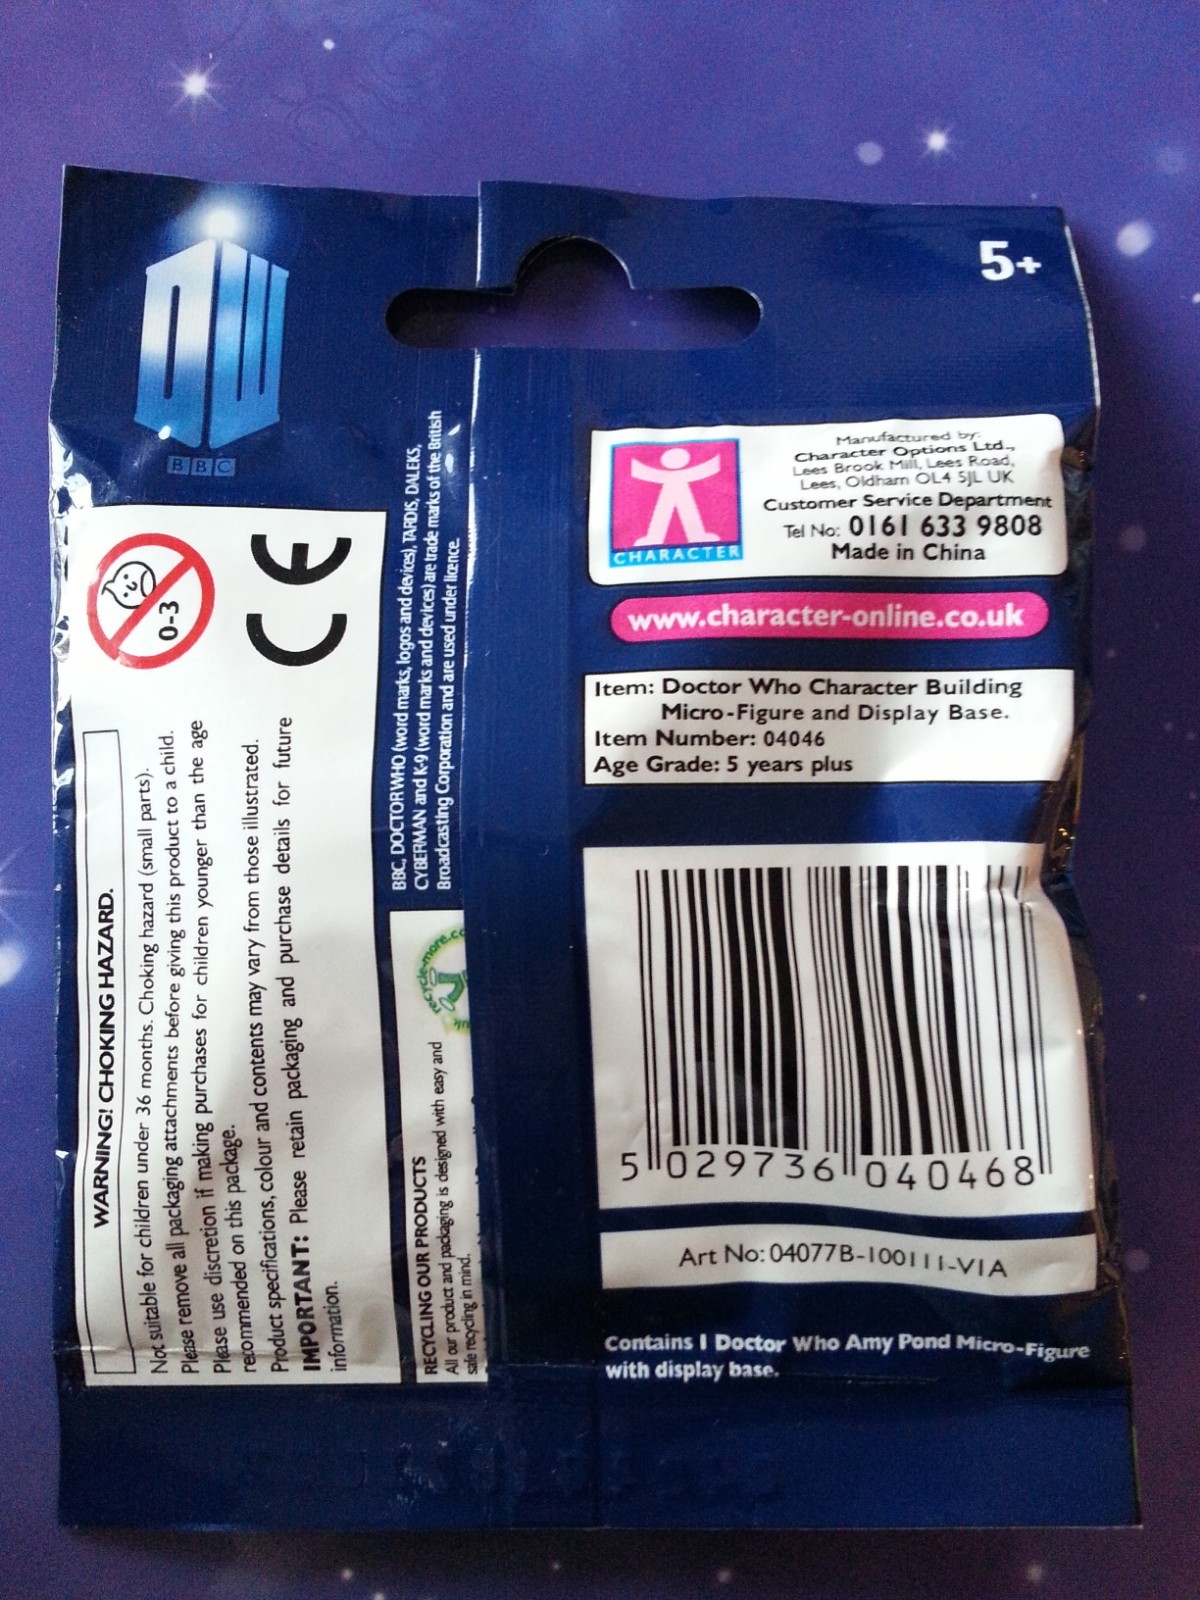 DW
BBC
5+
Manufactured by:
Character Options Ltd.,
Lees Brook Mill, Lees Road,
Lees, Oldham OL4 5JL UK
Customer Service Department
Tel No: 0161 633 9808
Made in China
CHARACTER
www.character-online.co.uk
Item: Doctor Who Character Building
Micro-Figure and Display Base.
Item Number: 04046
Age Grade: 5 years plus
5 029736 040468
Art No: 04077B-100111-V1A
Contains 1 Doctor Who Amy Pond Micro-Figure
with display base.
0-3
CE
WARNING! CHOKING HAZARD.
Not suitable for children under 36 months. Choking hazard (small parts).
Please remove all packaging attachments before giving this product to a child.
Please use discretion if making purchases for children younger than the age
recommended on this package.
Product specifications, colour and contents may vary from those illustrated.
IMPORTANT: Please retain packaging and purchase details for future
information.
BBC, DOCTOR WHO (word marks, logos and devices), TARDIS, DALEKS,
CYBERMAN and K-9 (word marks and devices) are trade marks of the British
Broadcasting Corporation and are used under licence.
recycle-more.co
uk
RECYCLING OUR PRODUCTS
All our product and packaging is designed with easy and
safe recycling in mind.